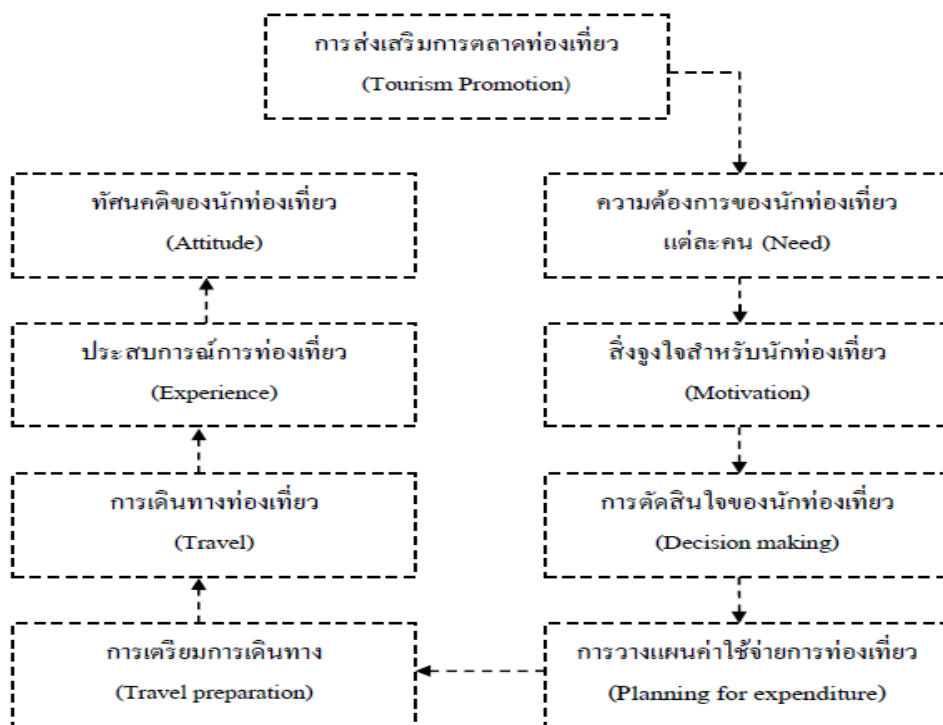 การส่งเสริมการตลาดท่องเที่ยว
(Tourism Promotion)
ทัศนคติของนักท่องเที่ยว
(Attitude)
ความต้องการของนักท่องเที่ยว
แต่ละคน (Need)
ประสบการณ์การท่องเที่ยว
(Experience)
สิ่งจูงใจสำหรับนักท่องเที่ยว
(Motivation)
การเดินทางท่องเที่ยว
(Travel)
การตัดสินใจของนักท่องเที่ยว
(Decision making)
การเตรียมการเดินทาง
(Travel preparation)
การวางแผนค่าใช้จ่ายการท่องเที่ยว
(Planning for expenditure)